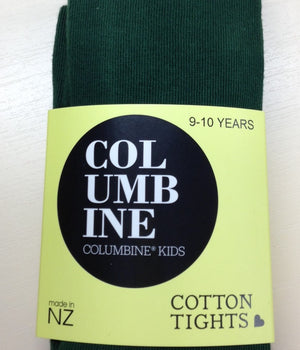 9-10 YEARS
COL
UMB
INE
COLUMBINE® KIDS
made in
NZ
COTTON
TIGHTS